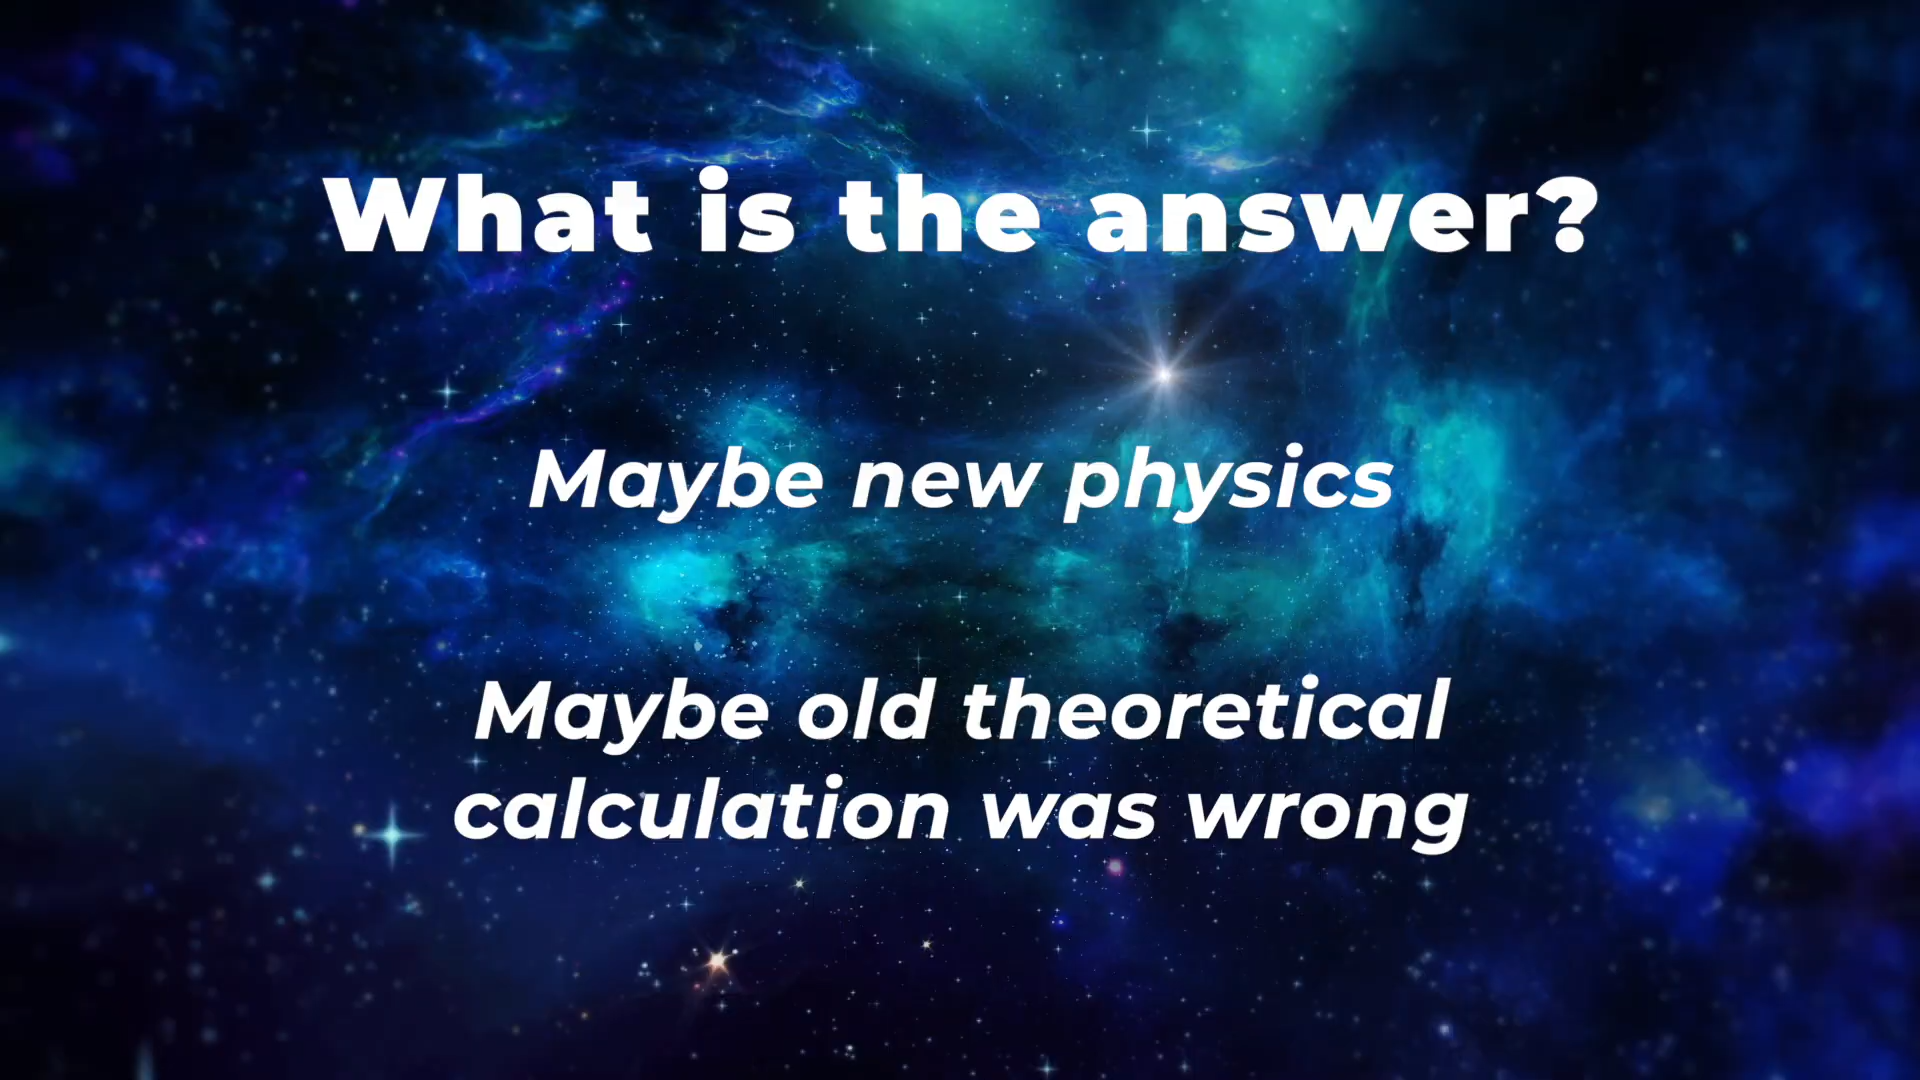 What is the answer?
Maybe new physics
Maybe old theoretical
calculation was wrong